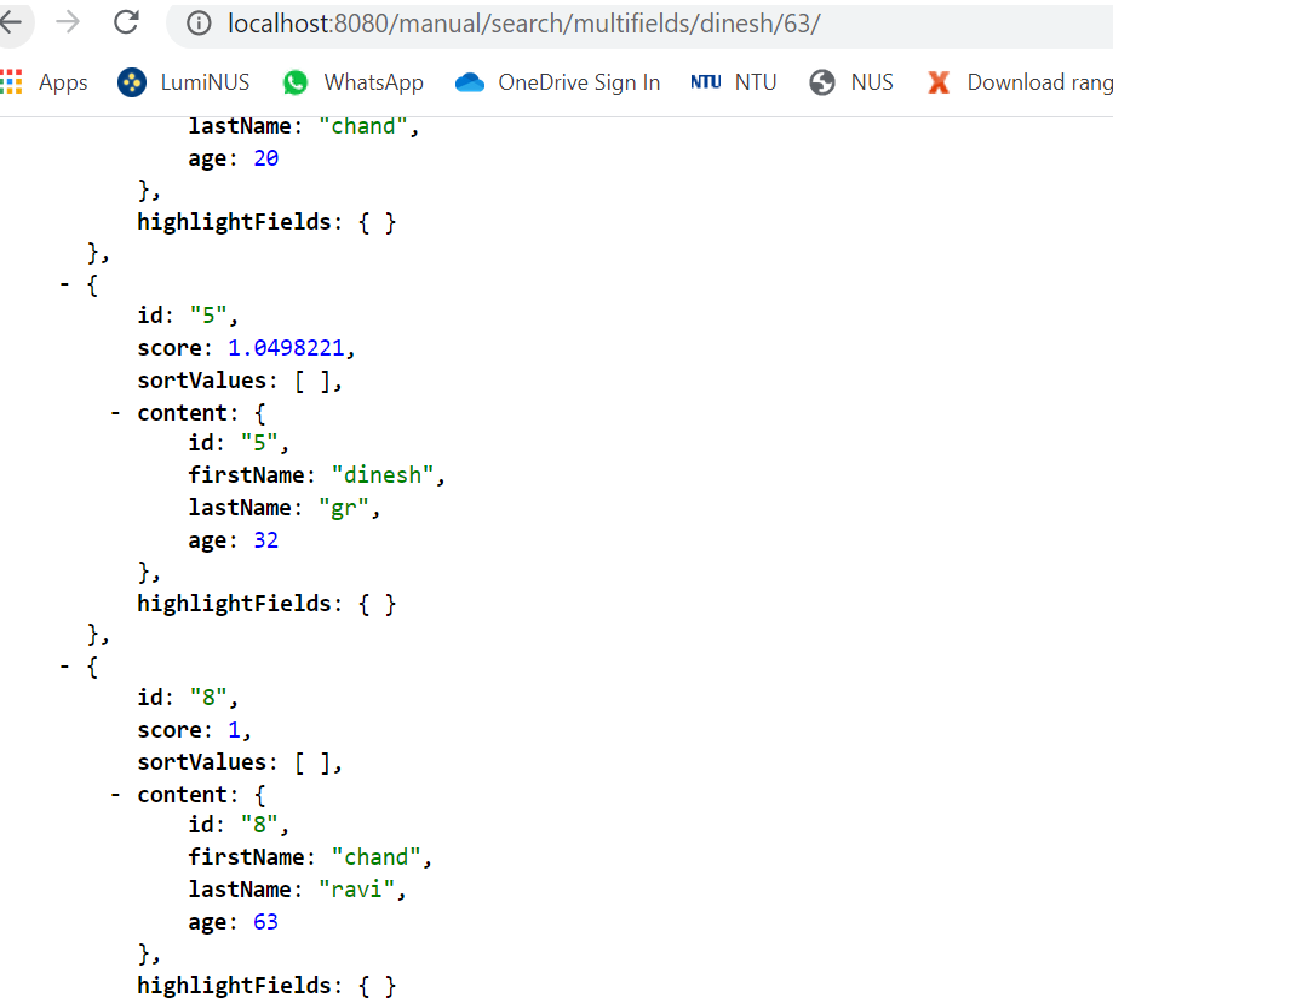 localhost:8080/manual/search/multifields/dinesh/63/
Apps LumiNUS WhatsApp OneDrive Sign In NTU NTU NUS Download rang
lastName: "chand",
age: 20
},
highlightFields: { }
},
- {
id: "5",
score: 1.0498221,
sortValues: [ ],
- content: {
id: "5",
firstName: "dinesh",
lastName: "gr",
age: 32
},
highlightFields: { }
},
- {
id: "8",
score: 1,
sortValues: [ ],
- content: {
id: "8",
firstName: "chand",
lastName: "ravi",
age: 63
},
highlightFields: { }